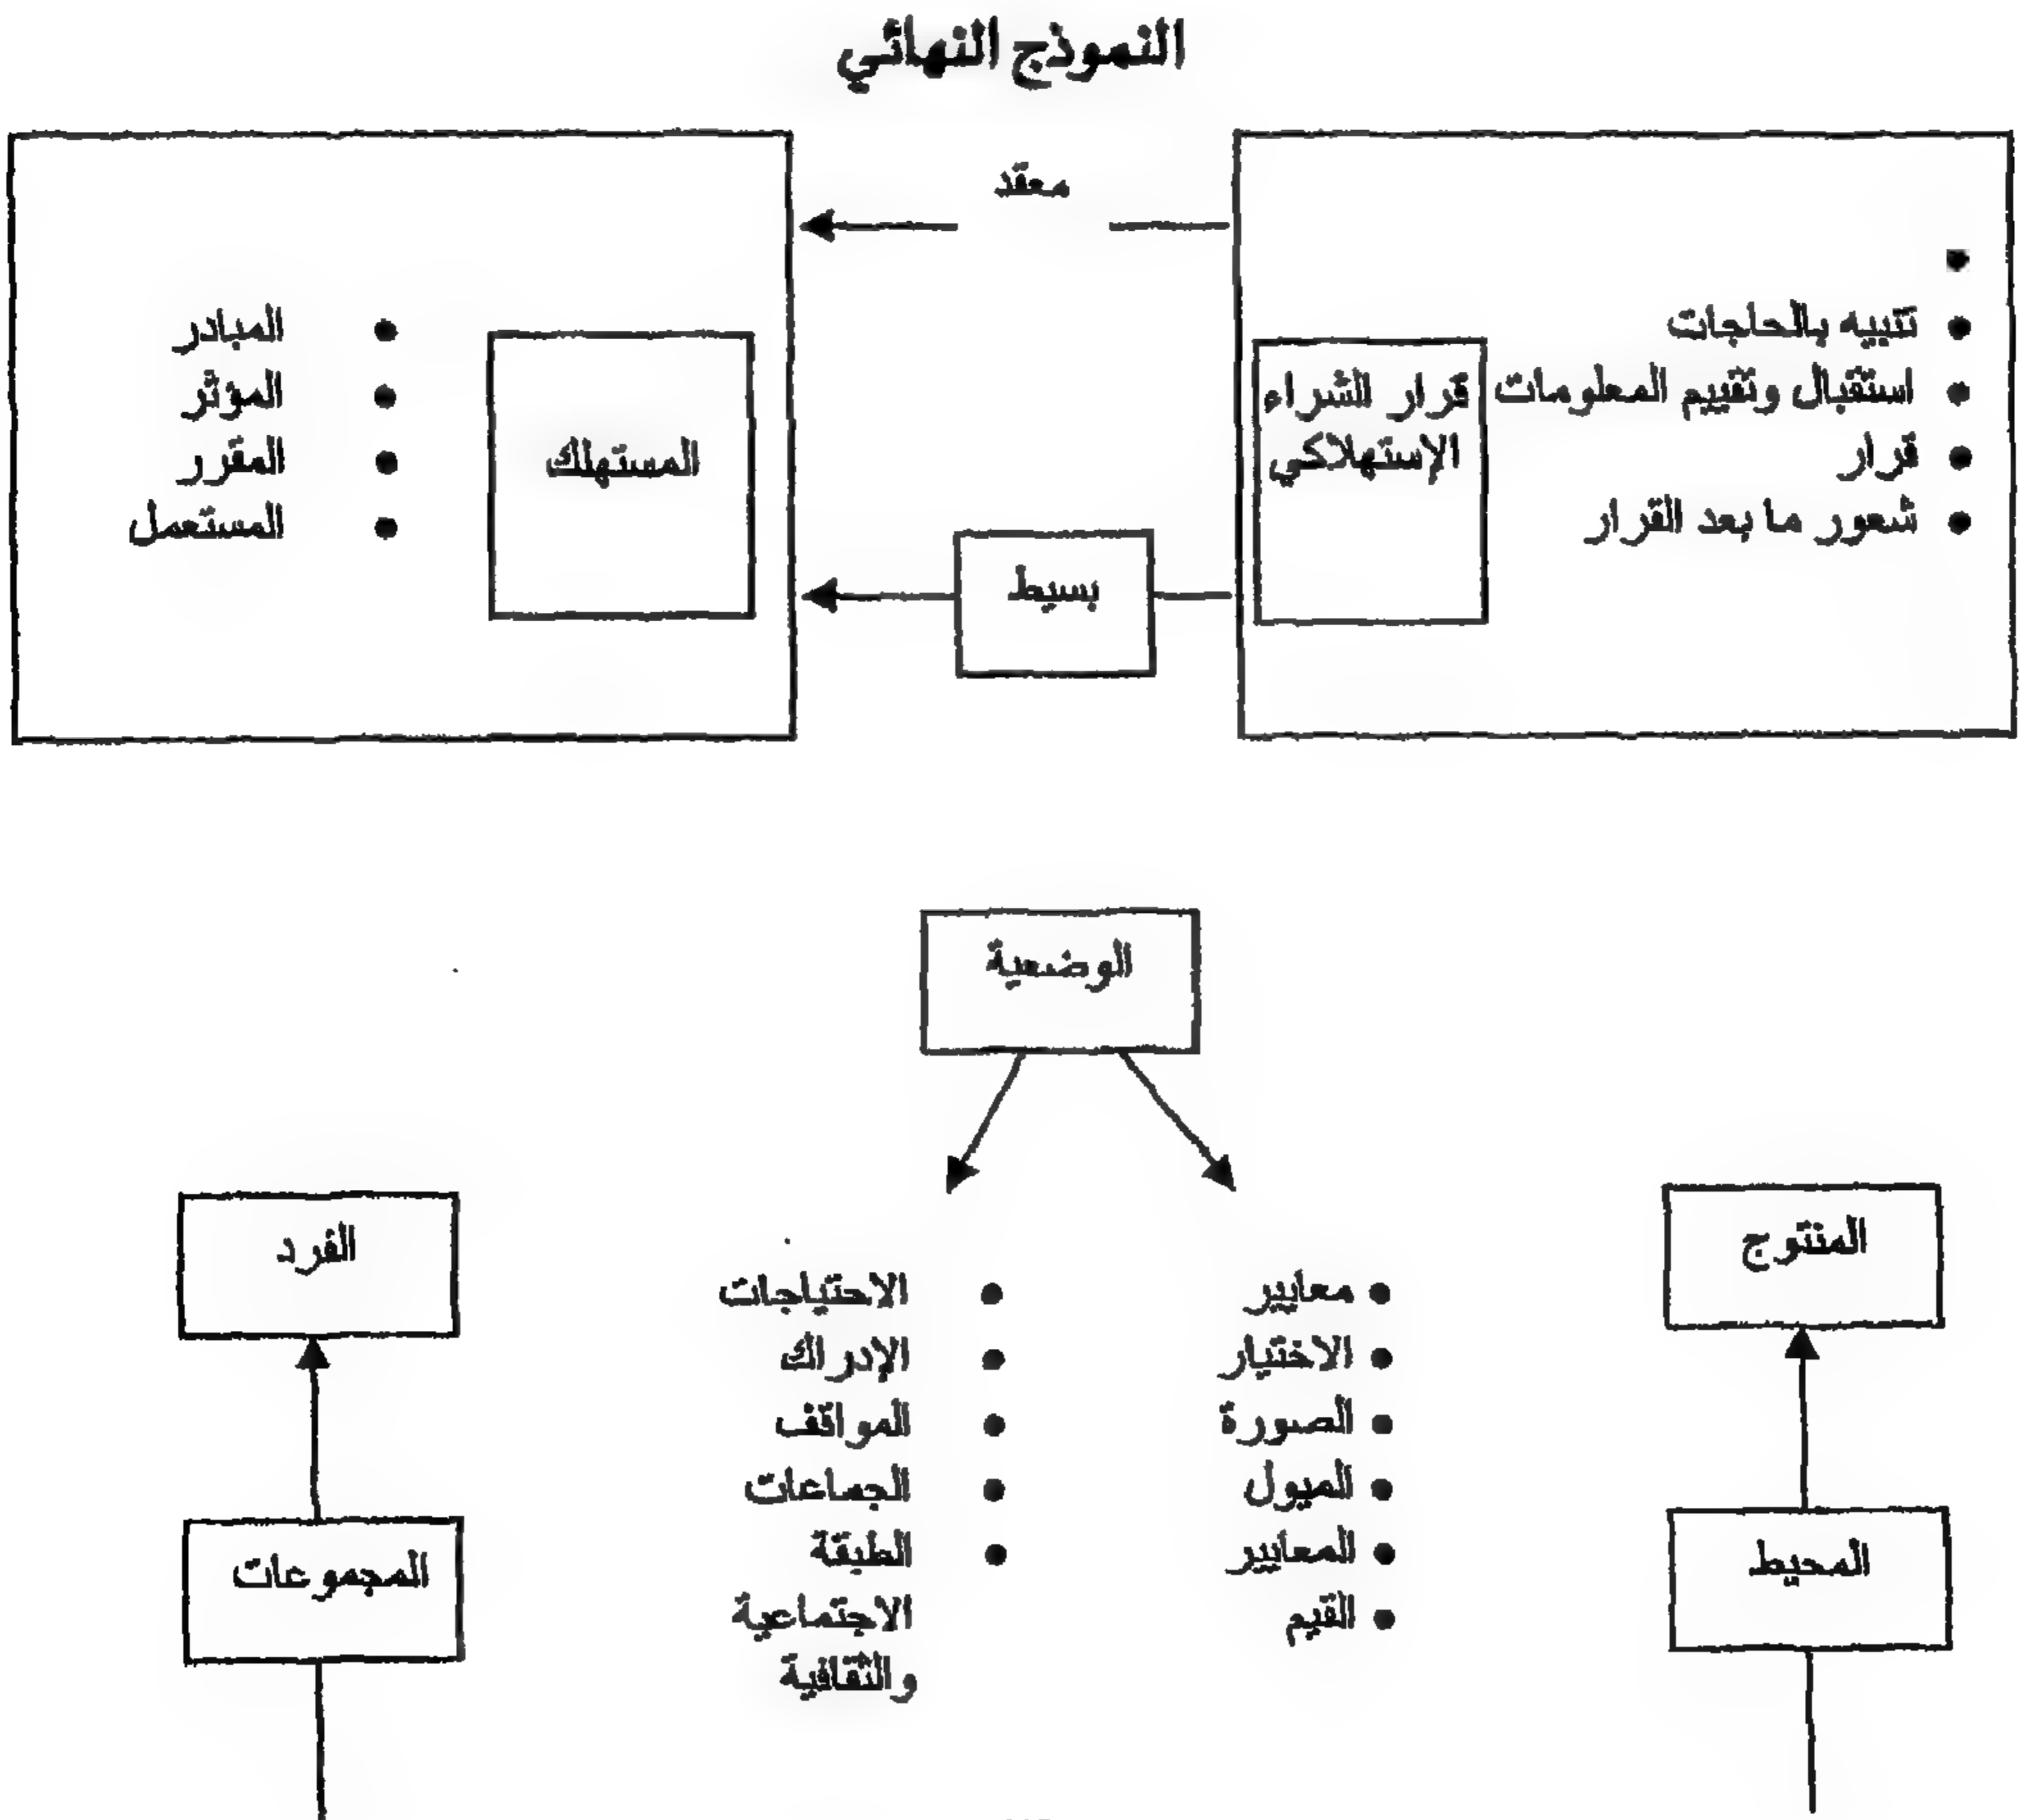 النموذج النهائي
معقد
• 
• تنبيه بالحاجات
• استقبال وتقييم المعلومات
• قرار
• شعور ما بعد القرار
قرار الشراء
الإستهلاكي
بسيط
المستهلك
• المبادر
• المؤثر
• المقرر
• المستعمل
الوضعية
المنتوج
المحيط
• معايير
• الاختيار
• الصورة
• الميول
• المعايير
• القيم
• الاحتياجات
• الإدراك
• المواقف
• الجماعات
• الطبقة
الاجتماعية
والثقافية
الفرد
المجموعات